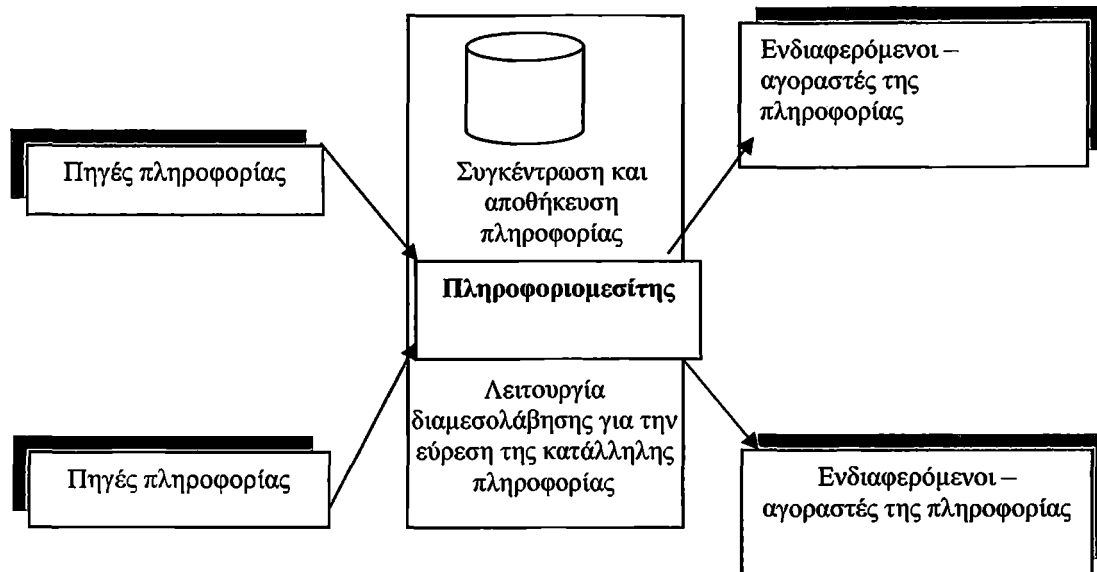 Πηγές πληροφορίας
Πηγές πληροφορίας
Συγκέντρωση και
αποθήκευση
πληροφορίας
Πληροφοριομεσίτης
Λειτουργία
διαμεσολάβησης για την
εύρεση της κατάλληλης
πληροφορίας
Ενδιαφερόμενοι –
αγοραστές της
πληροφορίας
Ενδιαφερόμενοι –
αγοραστές της πληροφορίας